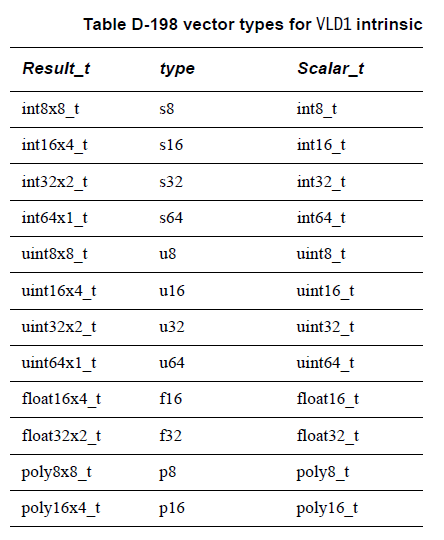 Table D-198 vector types for VLD1 intrinsic
Result_t type Scalar_t
int8x8_t s8 int8_t
int16x4_t s16 int16_t
int32x2_t s32 int32_t
int64x1_t s64 int64_t
uint8x8_t u8 uint8_t
uint16x4_t u16 uint16_t
uint32x2_t u32 uint32_t
uint64x1_t u64 uint64_t
float16x4_t f16 float16_t
float32x2_t f32 float32_t
poly8x8_t p8 poly8_t
poly16x4_t p16 poly16_t